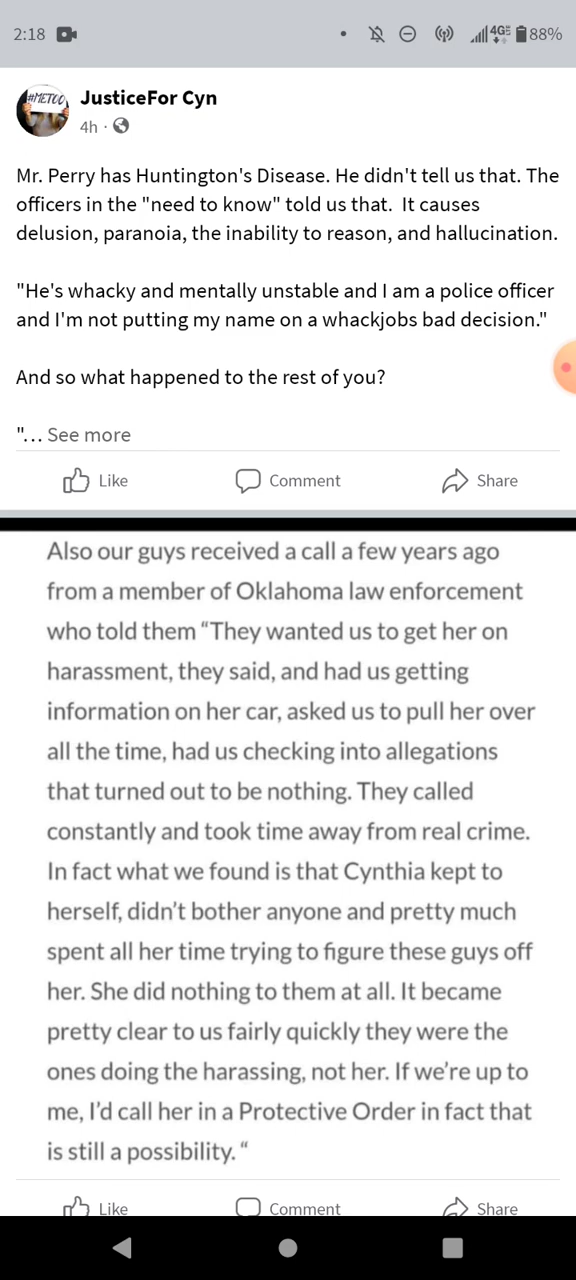 2:18 4G 88%
#METOO
JusticeFor Cyn
4h ·
Mr. Perry has Huntington's Disease. He didn't tell us that. The
officers in the "need to know" told us that.  It causes
delusion, paranoia, the inability to reason, and hallucination.
"He's whacky and mentally unstable and I am a police officer
and I'm not putting my name on a whackjobs bad decision."
And so what happened to the rest of you?
"... See more
Like Comment Share
Also our guys received a call a few years ago
from a member of Oklahoma law enforcement
who told them “They wanted us to get her on
harassment, they said, and had us getting
information on her car, asked us to pull her over
all the time, had us checking into allegations
that turned out to be nothing. They called
constantly and took time away from real crime.
In fact what we found is that Cynthia kept to
herself, didn’t bother anyone and pretty much
spent all her time trying to figure these guys off
her. She did nothing to them at all. It became
pretty clear to us fairly quickly they were the
ones doing the harassing, not her. If we’re up to
me, I’d call her in a Protective Order in fact that
is still a possibility. “
Like Comment Share